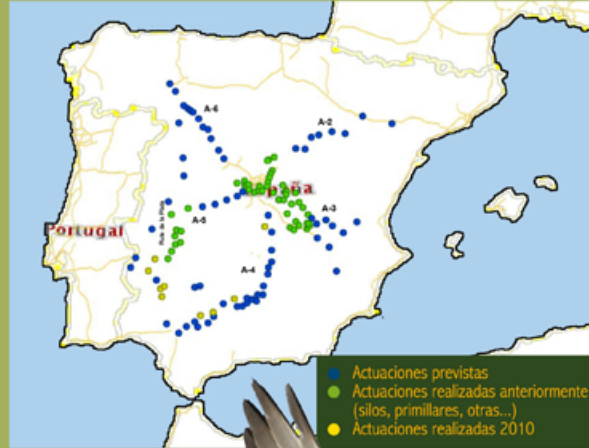 A-6
A-2
España
A-3
Ruta de la Plata
A-5
Portugal
A-4
Actuaciones previstas
Actuaciones realizadas anteriormente
(silos, primillares, otras...)
Actuaciones realizadas 2010